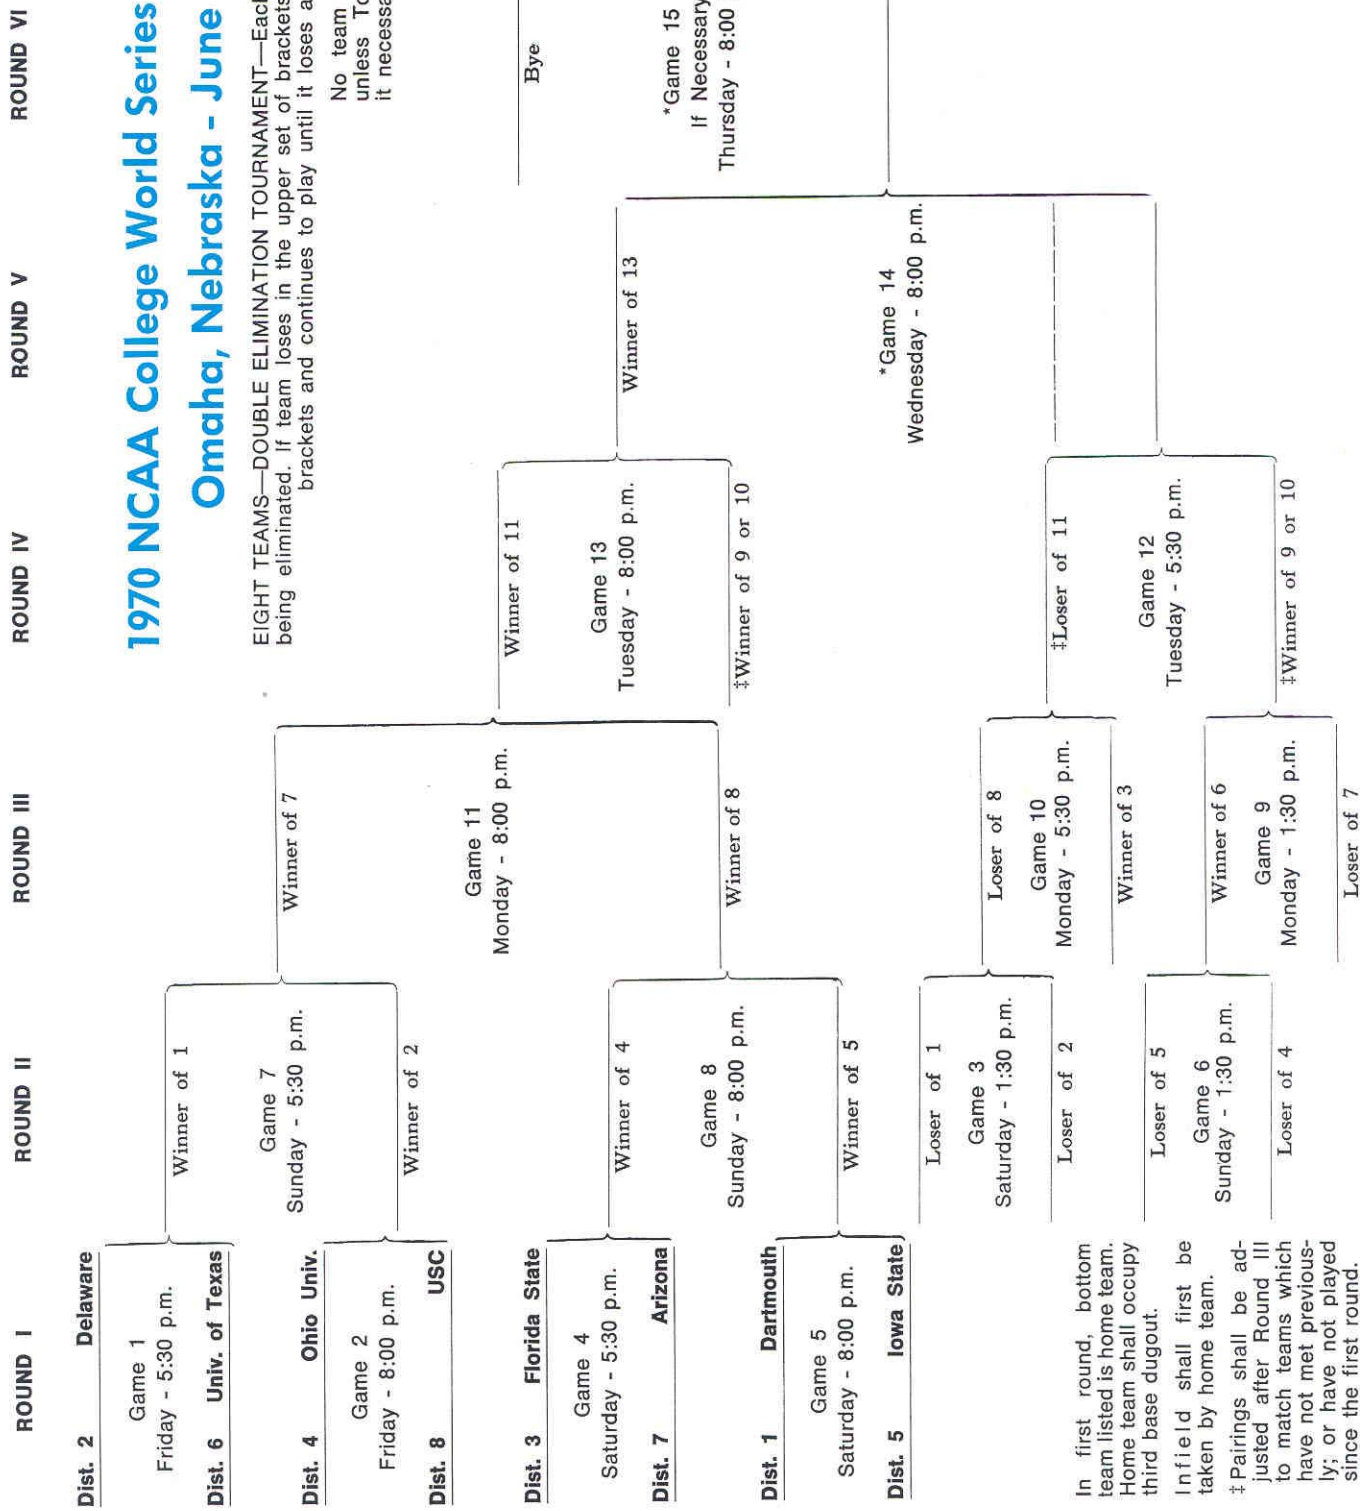 ROUND I
ROUND II
ROUND III
ROUND IV
ROUND V
ROUND VI
1970 NCAA College World Series
Omaha, Nebraska - June
EIGHT TEAMS—DOUBLE ELIMINATION TOURNAMENT—Each
being eliminated. If team loses in the upper set of brackets
brackets and continues to play until it loses a
No team
unless To
it necessa
Dist. 2 Delaware
Game 1
Friday - 5:30 p.m.
Dist. 6 Univ. of Texas
Dist. 4 Ohio Univ.
Game 2
Friday - 8:00 p.m.
Dist. 8 USC
Dist. 3 Florida State
Game 4
Saturday - 5:30 p.m.
Dist. 7 Arizona
Dist. 1 Dartmouth
Game 5
Saturday - 8:00 p.m.
Dist. 5 Iowa State
In first round, bottom
team listed is home team.
Home team shall occupy
third base dugout.
Infield shall first be
taken by home team.
‡Pairings shall be ad-
justed after Round III
to match teams which
have not met previous-
ly; or have not played
since the first round.
Winner of 1
Game 7
Sunday - 5:30 p.m.
Winner of 2
Winner of 4
Game 8
Sunday - 8:00 p.m.
Winner of 5
Loser of 1
Game 3
Saturday - 1:30 p.m.
Loser of 2
Loser of 5
Game 6
Sunday - 1:30 p.m.
Loser of 4
Winner of 7
Game 11
Monday - 8:00 p.m.
Winner of 8
Loser of 8
Game 10
Monday - 5:30 p.m.
Winner of 3
Winner of 6
Game 9
Monday - 1:30 p.m.
Loser of 7
Winner of 11
Game 13
Tuesday - 8:00 p.m.
‡Winner of 9 or 10
‡Loser of 11
Game 12
Tuesday - 5:30 p.m.
‡Winner of 9 or 10
Winner of 13
*Game 14
Wednesday - 8:00 p.m.
Bye
*Game 15
If Necessary
Thursday - 8:00